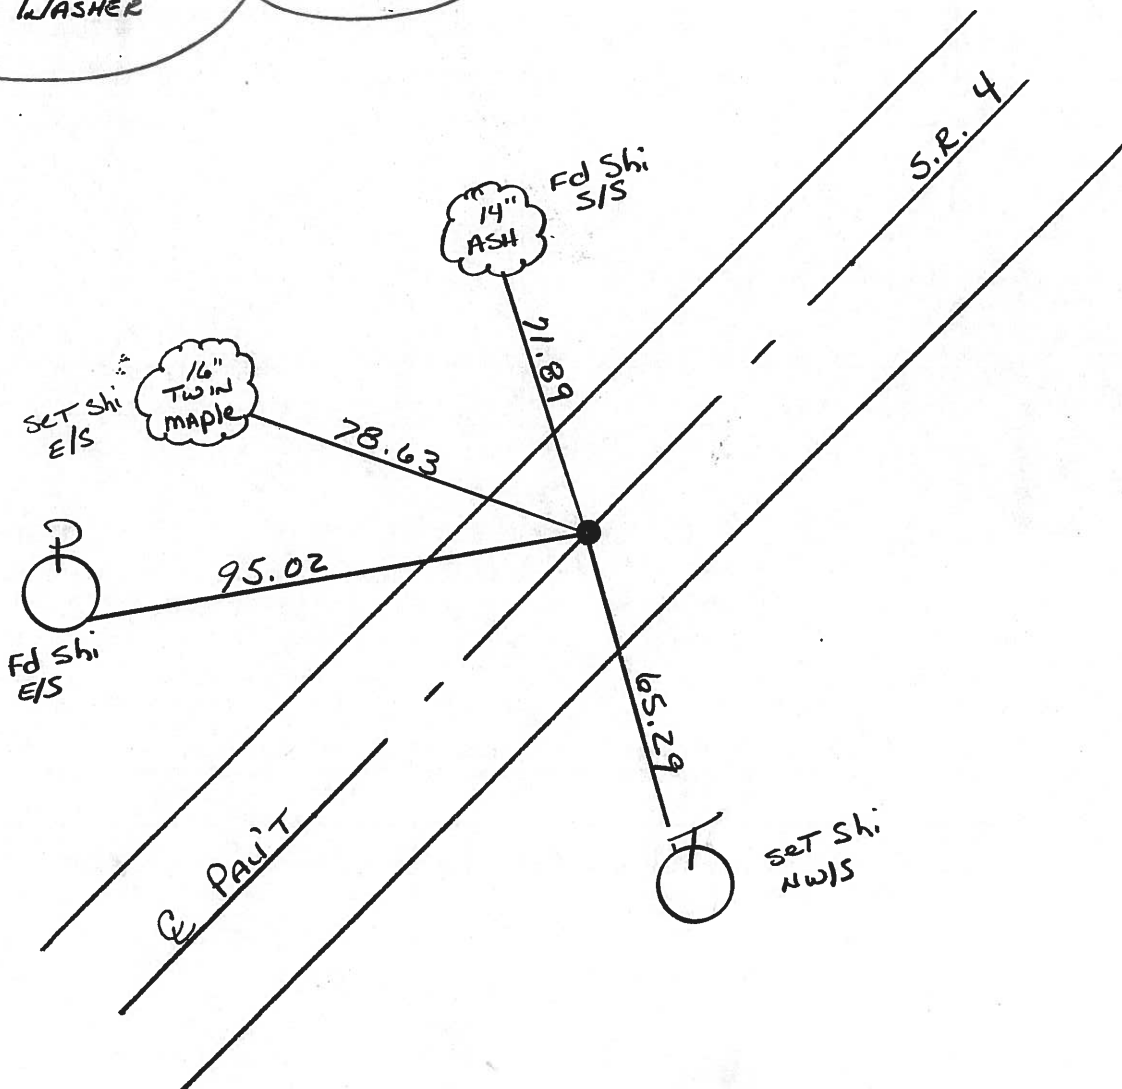 WASHER
S.R. 4
Fd Shi
S/S
14"
ASH
71.89
16"
TWIN
MAPle
SeT Shi
E/S
78.63
95.02
Fd Shi
E/S
65.29
SeT Shi
NW/S
℄ PAV'T